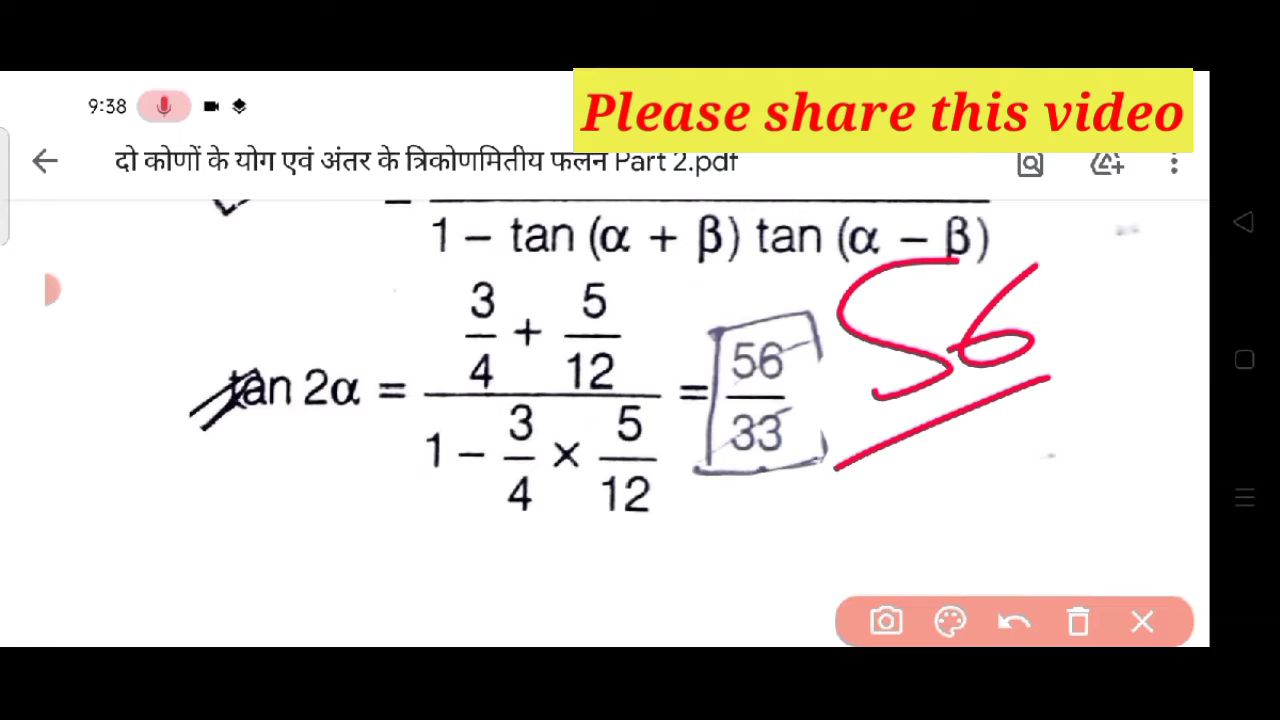 Please share this video
9:38
दो कोणों के योग एवं अंतर के त्रिकोणमितीय फलन Part 2.pdf
=
1 − tan (α + β) tan (α − β)
3/4 + 5/12
tan 2α = ───── = 56/33
1 − 3/4 × 5/12
56